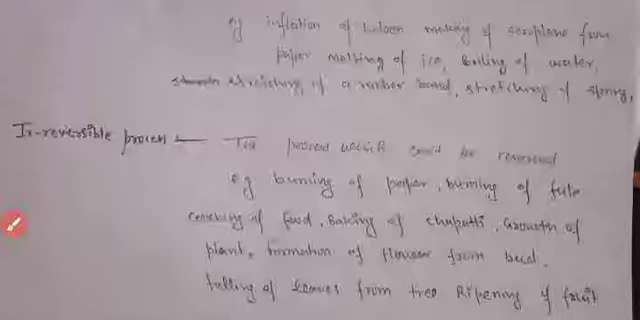 eg inflation of baloon making of aeroplane from
paper malting of ice, boiling of water,
stretching of a rubber band, stretching of spring,
Ir-reversible process — The process which could be reversed
e.g burning of paper, burning of fule
cooking of food, Baking of chapatti, Growth of
plant, formation of flower from bud,
falling of leaves from tree Ripening of fruit